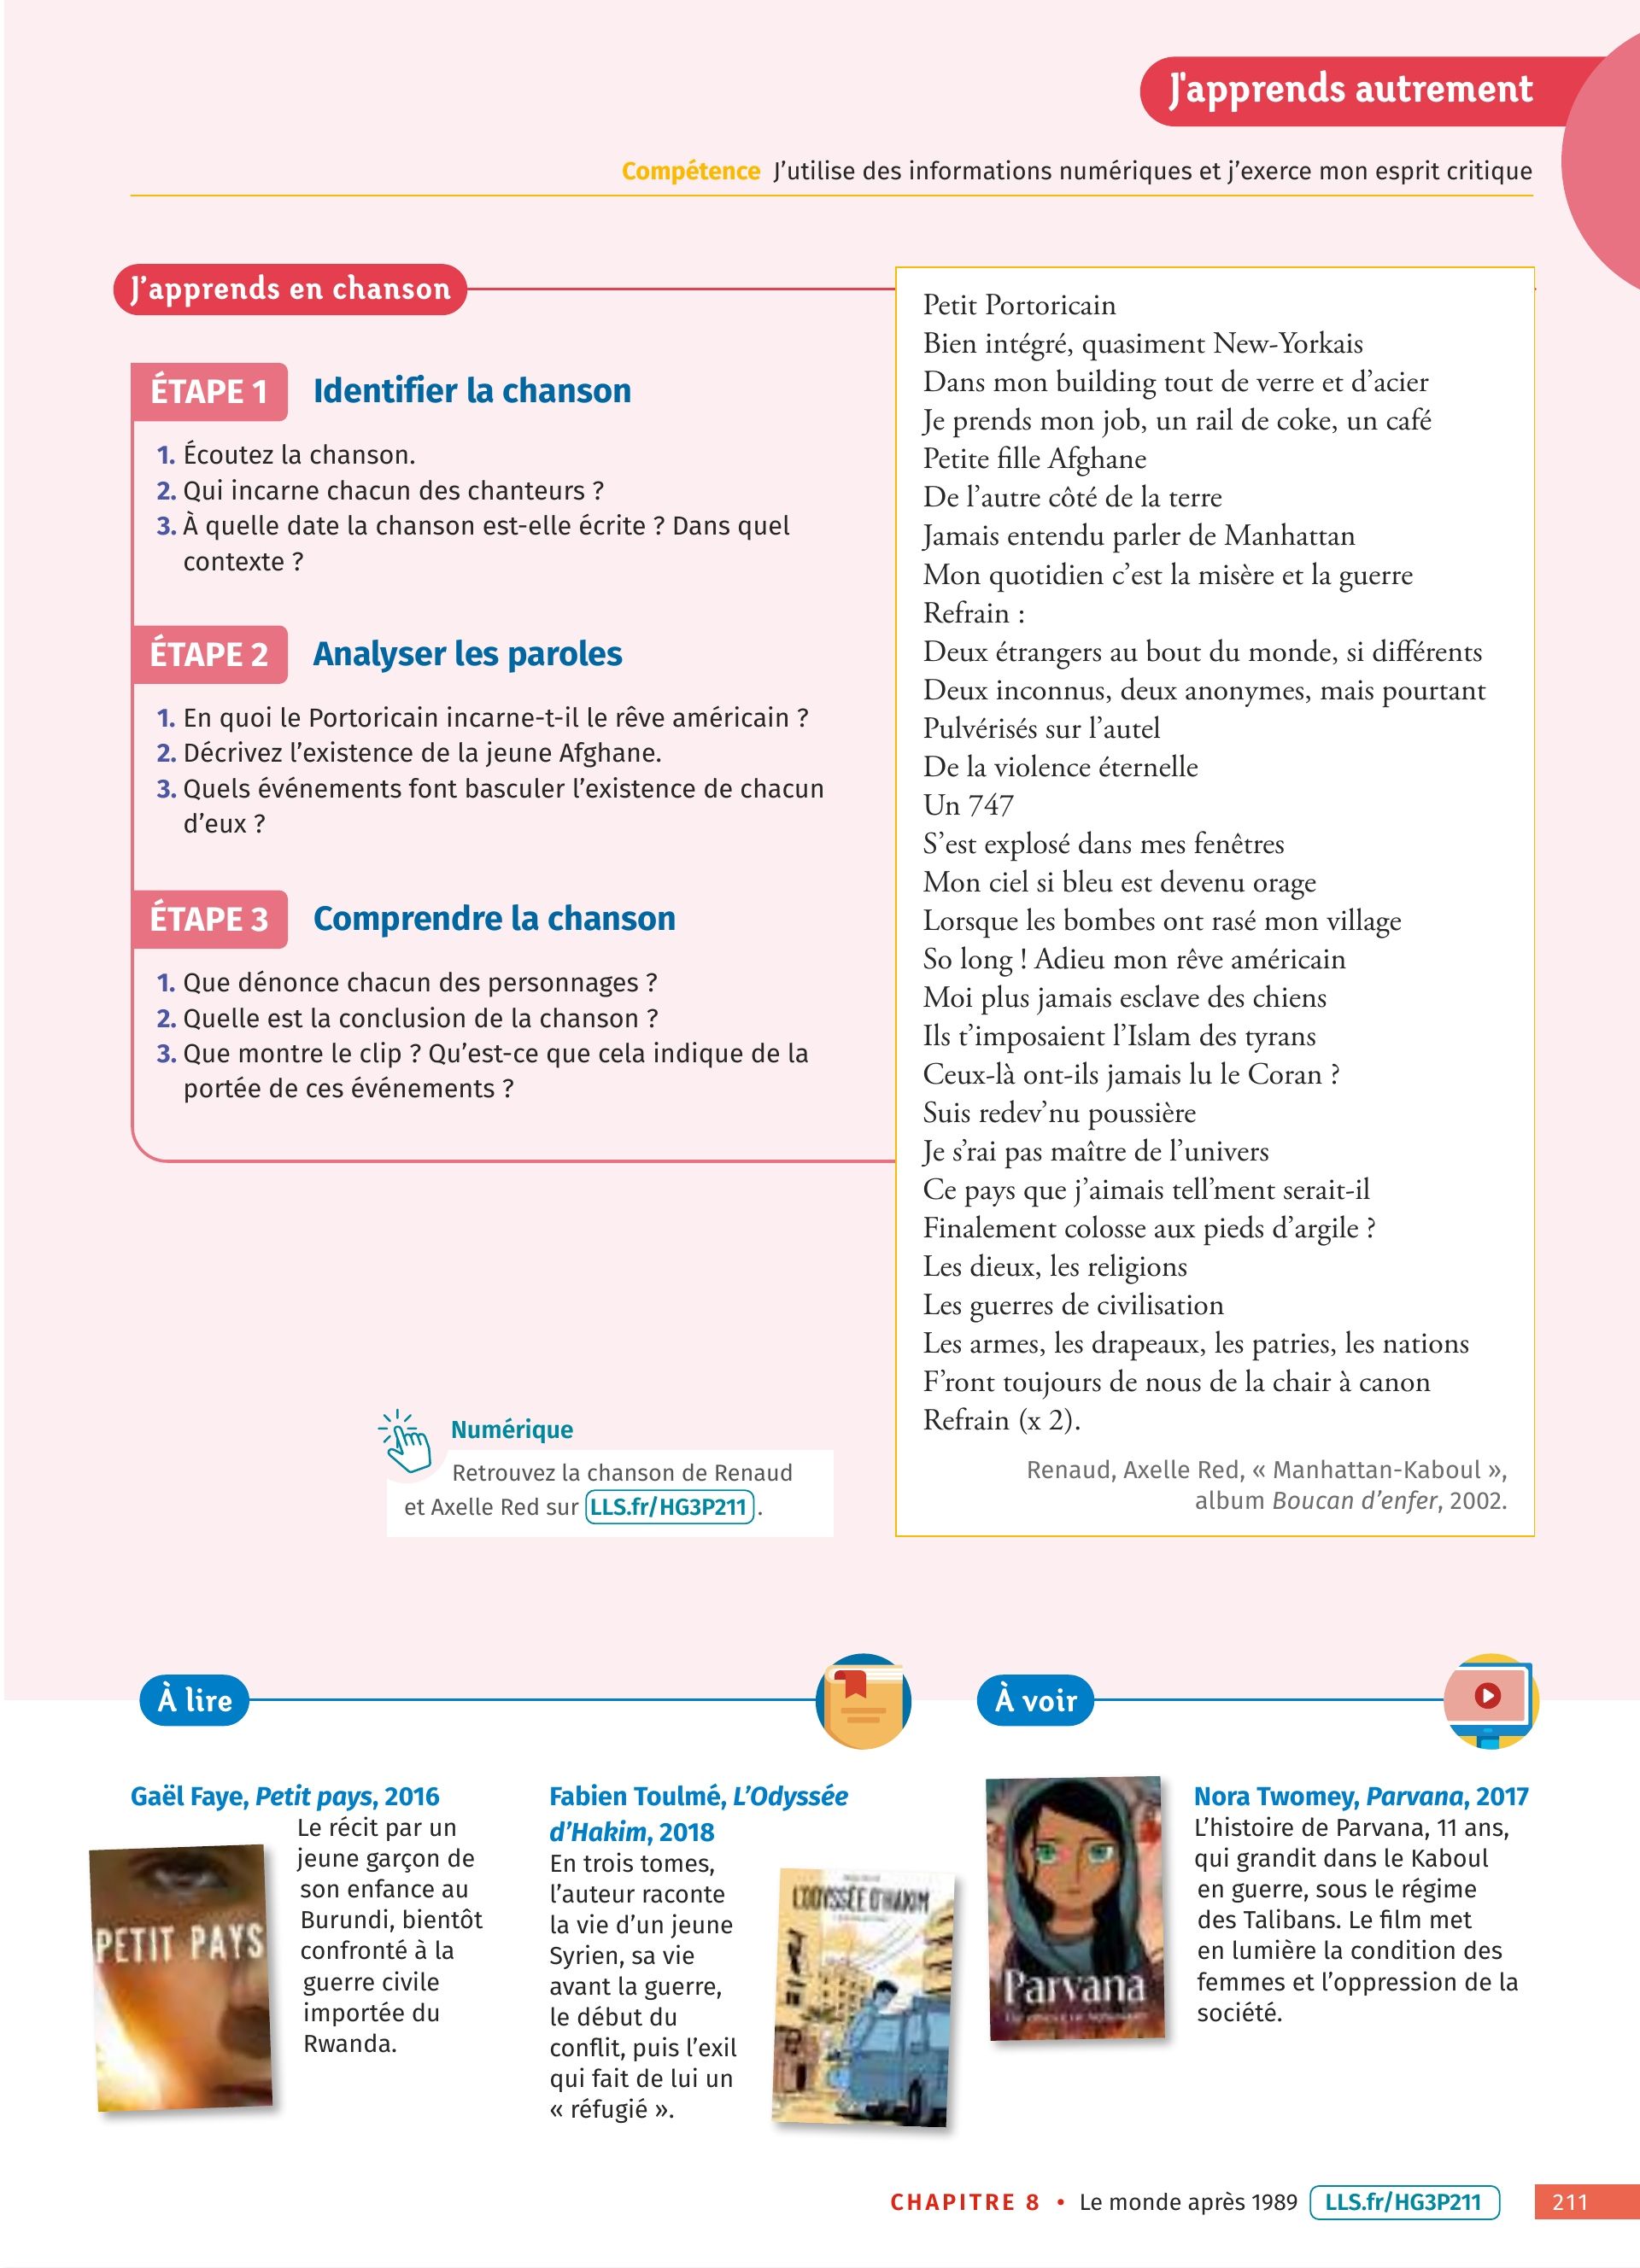 J'apprends autrement
Compétence J'utilise des informations numériques et j'exerce mon esprit critique
J'apprends en chanson
ÉTAPE 1 Identifier la chanson
1. Écoutez la chanson.
2. Qui incarne chacun des chanteurs ?
3. À quelle date la chanson est-elle écrite ? Dans quel
contexte ?
ÉTAPE 2 Analyser les paroles
1. En quoi le Portoricain incarne-t-il le rêve américain ?
2. Décrivez l'existence de la jeune Afghane.
3. Quels événements font basculer l'existence de chacun
d'eux ?
ÉTAPE 3 Comprendre la chanson
1. Que dénonce chacun des personnages ?
2. Quelle est la conclusion de la chanson ?
3. Que montre le clip ? Qu'est-ce que cela indique de la
portée de ces événements ?
Numérique
Retrouvez la chanson de Renaud
et Axelle Red sur LLS.fr/HG3P211 .
Petit Portoricain
Bien intégré, quasiment New-Yorkais
Dans mon building tout de verre et d'acier
Je prends mon job, un rail de coke, un café
Petite fille Afghane
De l'autre côté de la terre
Jamais entendu parler de Manhattan
Mon quotidien c'est la misère et la guerre
Refrain :
Deux étrangers au bout du monde, si différents
Deux inconnus, deux anonymes, mais pourtant
Pulvérisés sur l'autel
De la violence éternelle
Un 747
S'est explosé dans mes fenêtres
Mon ciel si bleu est devenu orage
Lorsque les bombes ont rasé mon village
So long ! Adieu mon rêve américain
Moi plus jamais esclave des chiens
Ils t'imposaient l'Islam des tyrans
Ceux-là ont-ils jamais lu le Coran ?
Suis redev'nu poussière
Je s'rai pas maître de l'univers
Ce pays que j'aimais tell'ment serait-il
Finalement colosse aux pieds d'argile ?
Les dieux, les religions
Les guerres de civilisation
Les armes, les drapeaux, les patries, les nations
F'ront toujours de nous de la chair à canon
Refrain (x 2).
Renaud, Axelle Red, « Manhattan-Kaboul »,
album Boucan d'enfer, 2002.
À lire
Gaël Faye, Petit pays, 2016
Le récit par un
jeune garçon de
son enfance au
Burundi, bientôt
confronté à la
guerre civile
importée du
Rwanda.
PETIT PAYS
Fabien Toulmé, L'Odyssée
d'Hakim, 2018
En trois tomes,
l'auteur raconte
la vie d'un jeune
Syrien, sa vie
avant la guerre,
le début du
conflit, puis l'exil
qui fait de lui un
« réfugié ».
L'ODYSSÉE D'HAKIM
À voir
Parvana
Nora Twomey, Parvana, 2017
L'histoire de Parvana, 11 ans,
qui grandit dans le Kaboul
en guerre, sous le régime
des Talibans. Le film met
en lumière la condition des
femmes et l'oppression de la
société.
CHAPITRE 8 • Le monde après 1989 LLS.fr/HG3P211 211